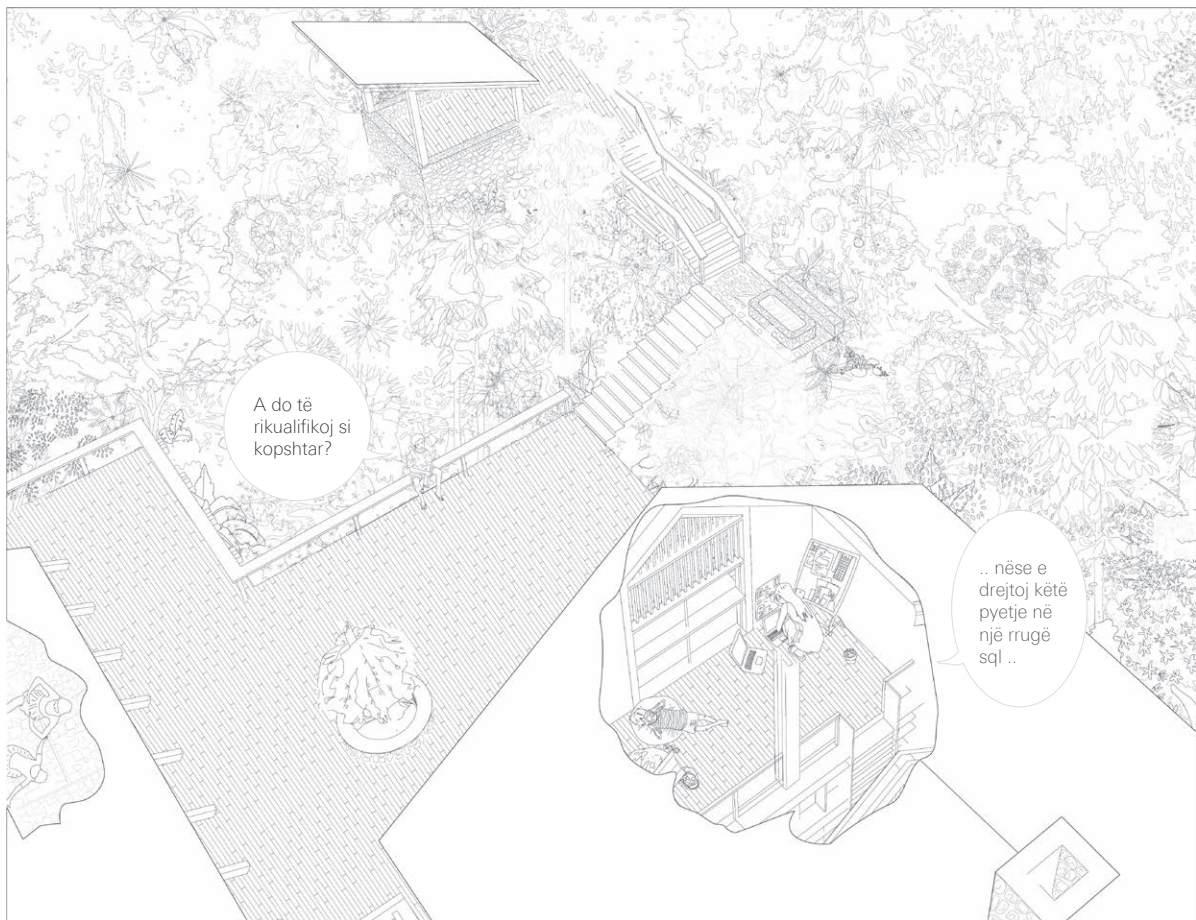 A do të
rikualifikoj si
kopshtar?
.. nëse e
drejtoj këtë
pyetje në
një rrugë
sql ..